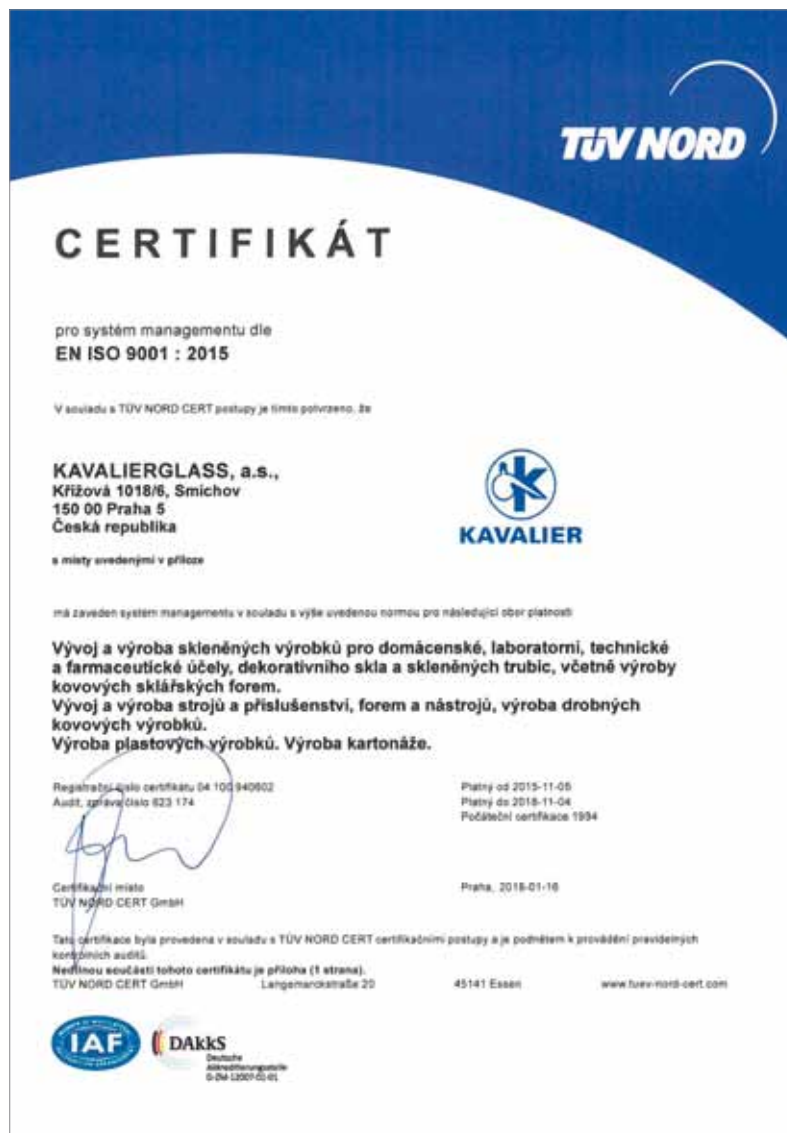 TÜV NORD
CERTIFIKÁT
pro systém managementu dle
EN ISO 9001 : 2015
V souladu s TÜV NORD CERT postupy je tímto potvrzeno, že
KAVALIERGLASS, a.s.,
Křížová 1018/6, Smíchov
150 00 Praha 5
Česká republika
KAVALIER
s místy uvedenými v příloze
má zaveden systém managementu v souladu s výše uvedenou normou pro následující obor platnosti
Vývoj a výroba skleněných výrobků pro domácenské, laboratorní, technické
a farmaceutické účely, dekorativního skla a skleněných trubic, včetně výroby
kovových sklářských forem.
Vývoj a výroba strojů a příslušenství, forem a nástrojů, výroba drobných
kovových výrobků.
Výroba plastových výrobků. Výroba kartonáže.
Registrační číslo certifikátu 04 100 940602
Audit. zpráva číslo 623 174
Platný od 2015-11-05
Platný do 2018-11-04
Počáteční certifikace 1994
Certifikační místo
TÜV NORD CERT GmbH
Praha, 2018-01-16
Tato certifikace byla provedena v souladu s TÜV NORD CERT certifikačními postupy a je podnětem k provádění pravidelných
kontrolních auditů.
Nedílnou součástí tohoto certifikátu je příloha (1 strana).
TÜV NORD CERT GmbH Langemarckstraße 20 45141 Essen www.tuev-nord-cert.com
IAF
DAkkS
Deutsche
Akkreditierungsstelle
D-ZM-12007-01-01